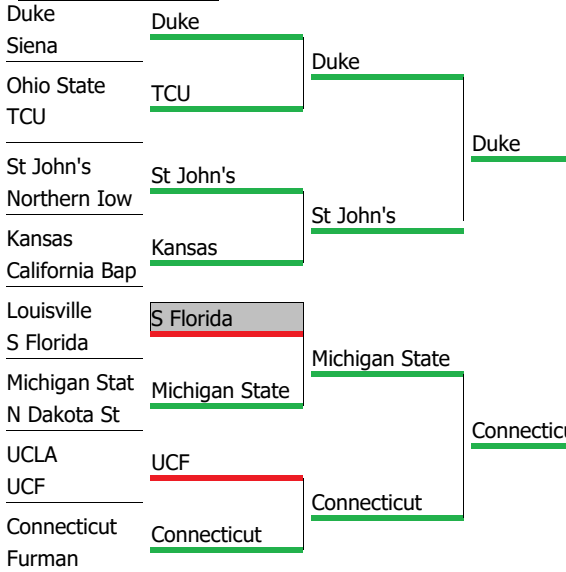 Duke
Siena
Ohio State
TCU
St John's
Northern Iow
Kansas
California Bap
Louisville
S Florida
Michigan Stat
N Dakota St
UCLA
UCF
Connecticut
Furman
Duke
TCU
St John's
Kansas
S Florida
Michigan State
UCF
Connecticut
Duke
St John's
Michigan State
Connecticut
Duke
Connectic